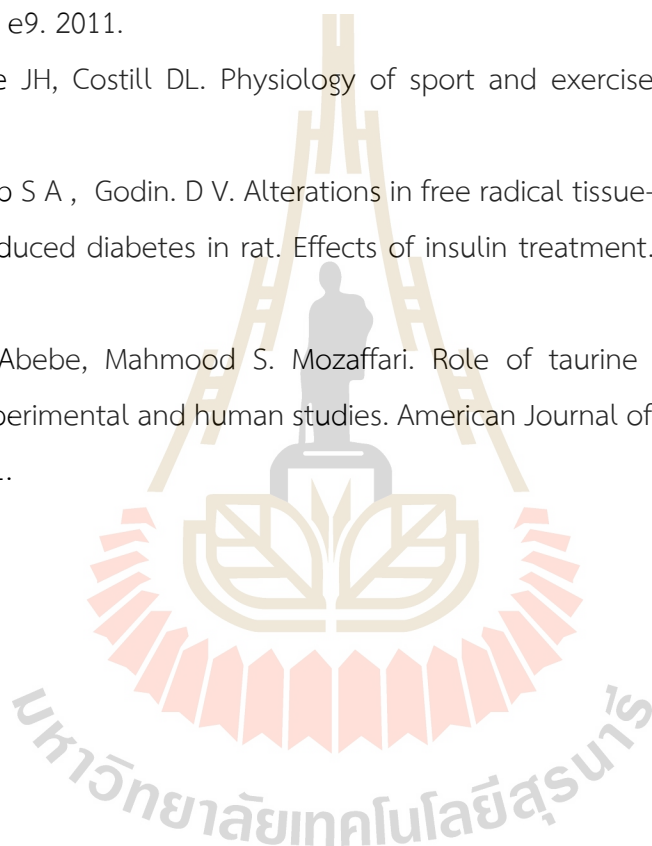 e9. 2011.
e JH, Costill DL. Physiology of sport and exercise
S A , Godin. D V. Alterations in free radical tissue-
duced diabetes in rat. Effects of insulin treatment.
Abebe, Mahmood S. Mozaffari. Role of taurine
perimental and human studies. American Journal of
มหาวิทยาลัยเทคโนโลยีสุรนารี